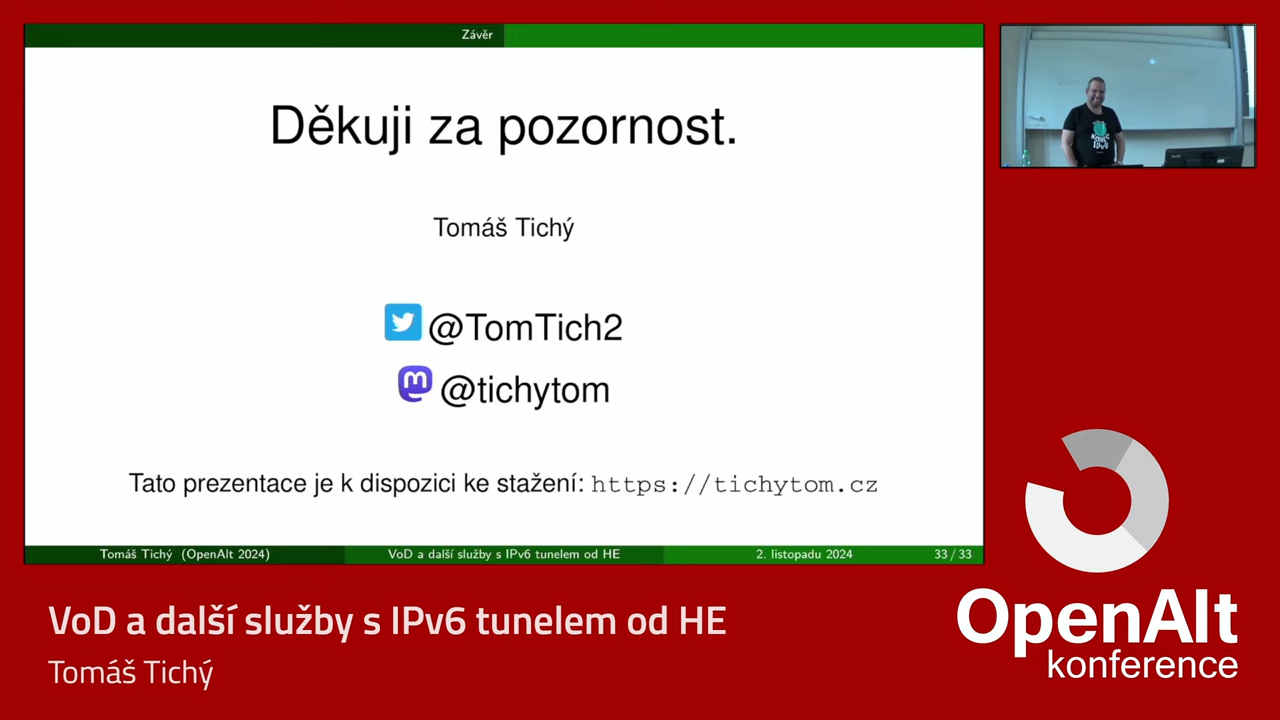 Závěr
Děkuji za pozornost.
Tomáš Tichý
@TomTich2
@tichytom
Tato prezentace je k dispozici ke stažení: https://tichytom.cz
Tomáš Tichý (OpenAlt 2024) VoD a další služby s IPv6 tunelem od HE 2. listopadu 2024 33 / 33
KONEC
IPv4
VoD a další služby s IPv6 tunelem od HE
Tomáš Tichý
OpenAlt
konference